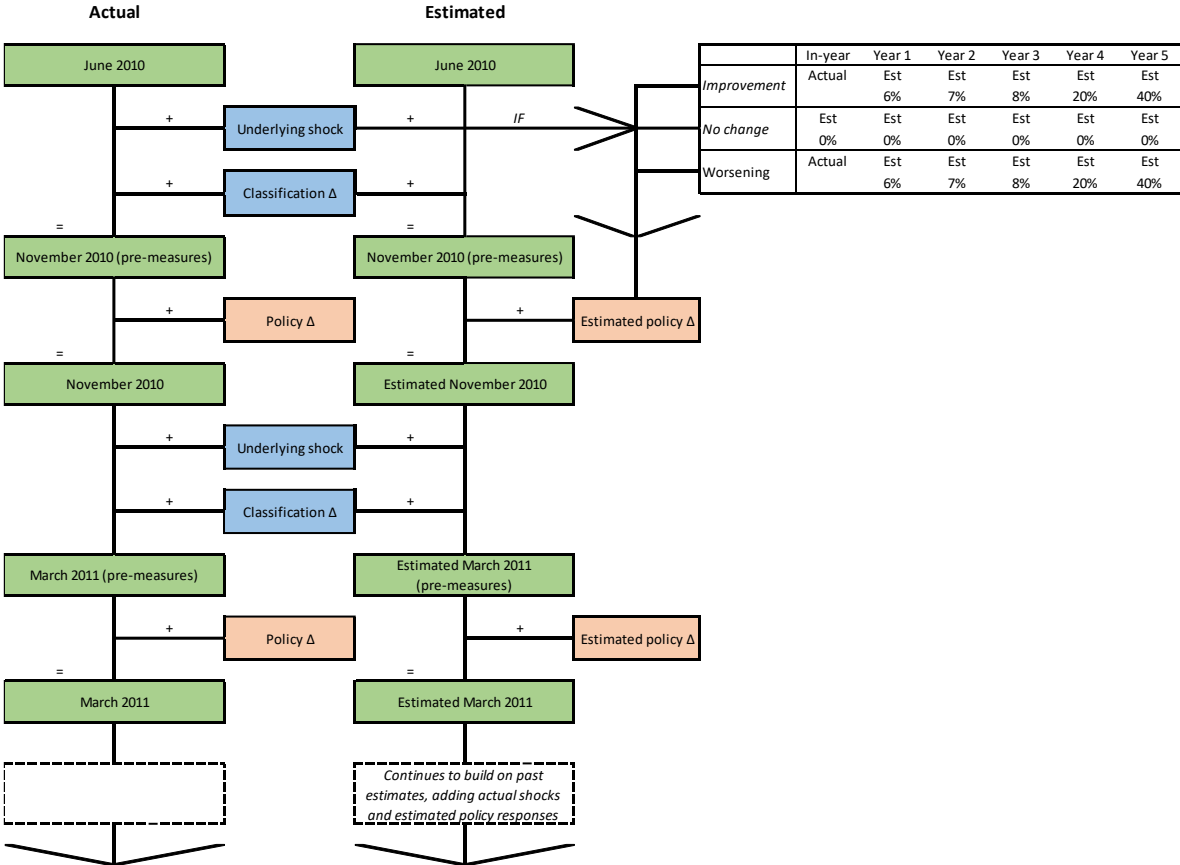 Actual Estimated
June 2010 June 2010
In-year Year 1 Year 2 Year 3 Year 4 Year 5
Improvement Actual Est Est Est Est Est
6% 7% 8% 20% 40%
+ Underlying shock + IF
No change Est Est Est Est Est Est
0% 0% 0% 0% 0% 0%
Worsening Actual Est Est Est Est Est
6% 7% 8% 20% 40%
+ Classification Δ +
= =
November 2010 (pre-measures) November 2010 (pre-measures)
+ Policy Δ + Estimated policy Δ
= =
November 2010 Estimated November 2010
+ Underlying shock +
+ Classification Δ +
March 2011 (pre-measures) Estimated March 2011
(pre-measures)
+ Policy Δ + Estimated policy Δ
= =
March 2011 Estimated March 2011
Continues to build on past
estimates, adding actual shocks
and estimated policy responses